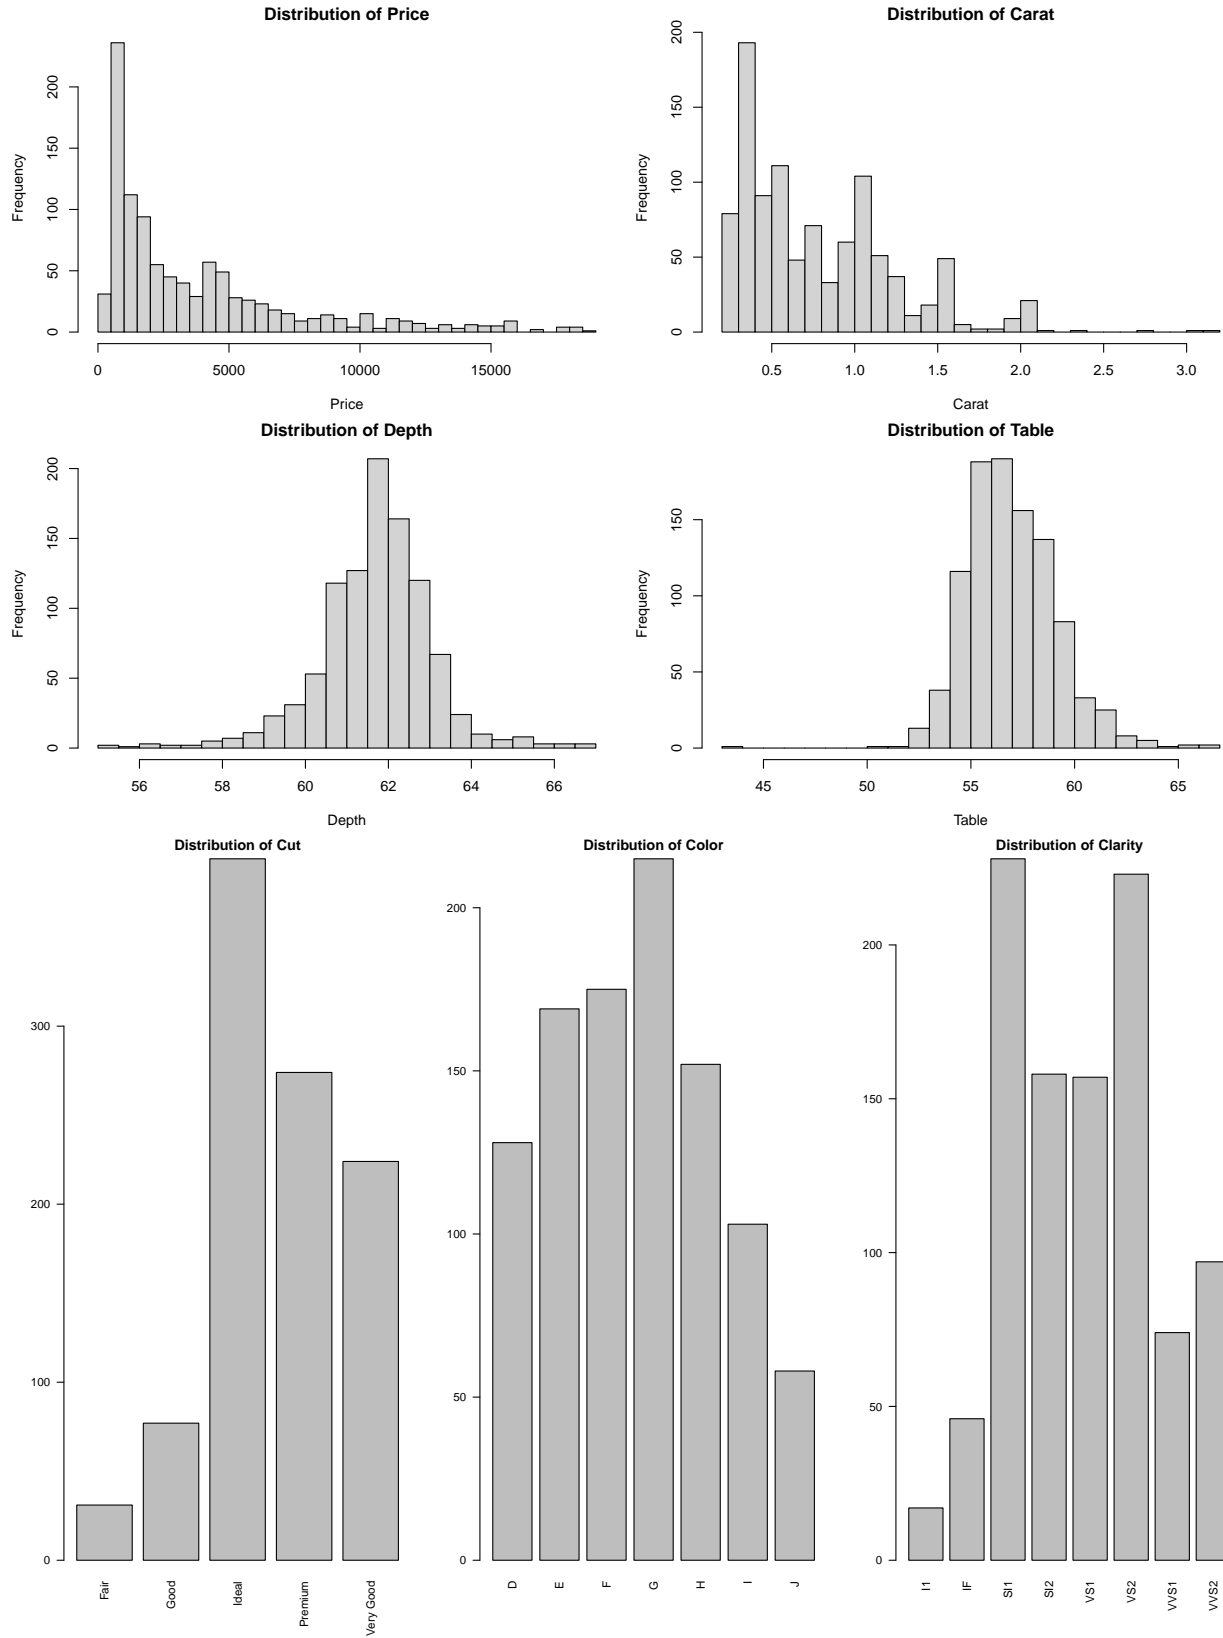 Distribution of Price
Frequency
0
50
100
150
200
0 5000 10000 15000
Price
Distribution of Carat
Frequency
0
50
100
150
200
0.5 1.0 1.5 2.0 2.5 3.0
Carat
Distribution of Depth
Frequency
0
50
100
150
200
56 58 60 62 64 66
Depth
Distribution of Table
Frequency
0
50
100
150
45 50 55 60 65
Table
Distribution of Cut
0
100
200
300
Fair
Good
Ideal
Premium
Very Good
Distribution of Color
0
50
100
150
200
D
E
F
G
H
I
J
Distribution of Clarity
0
50
100
150
200
I1
IF
SI1
SI2
VS1
VS2
VVS1
VVS2